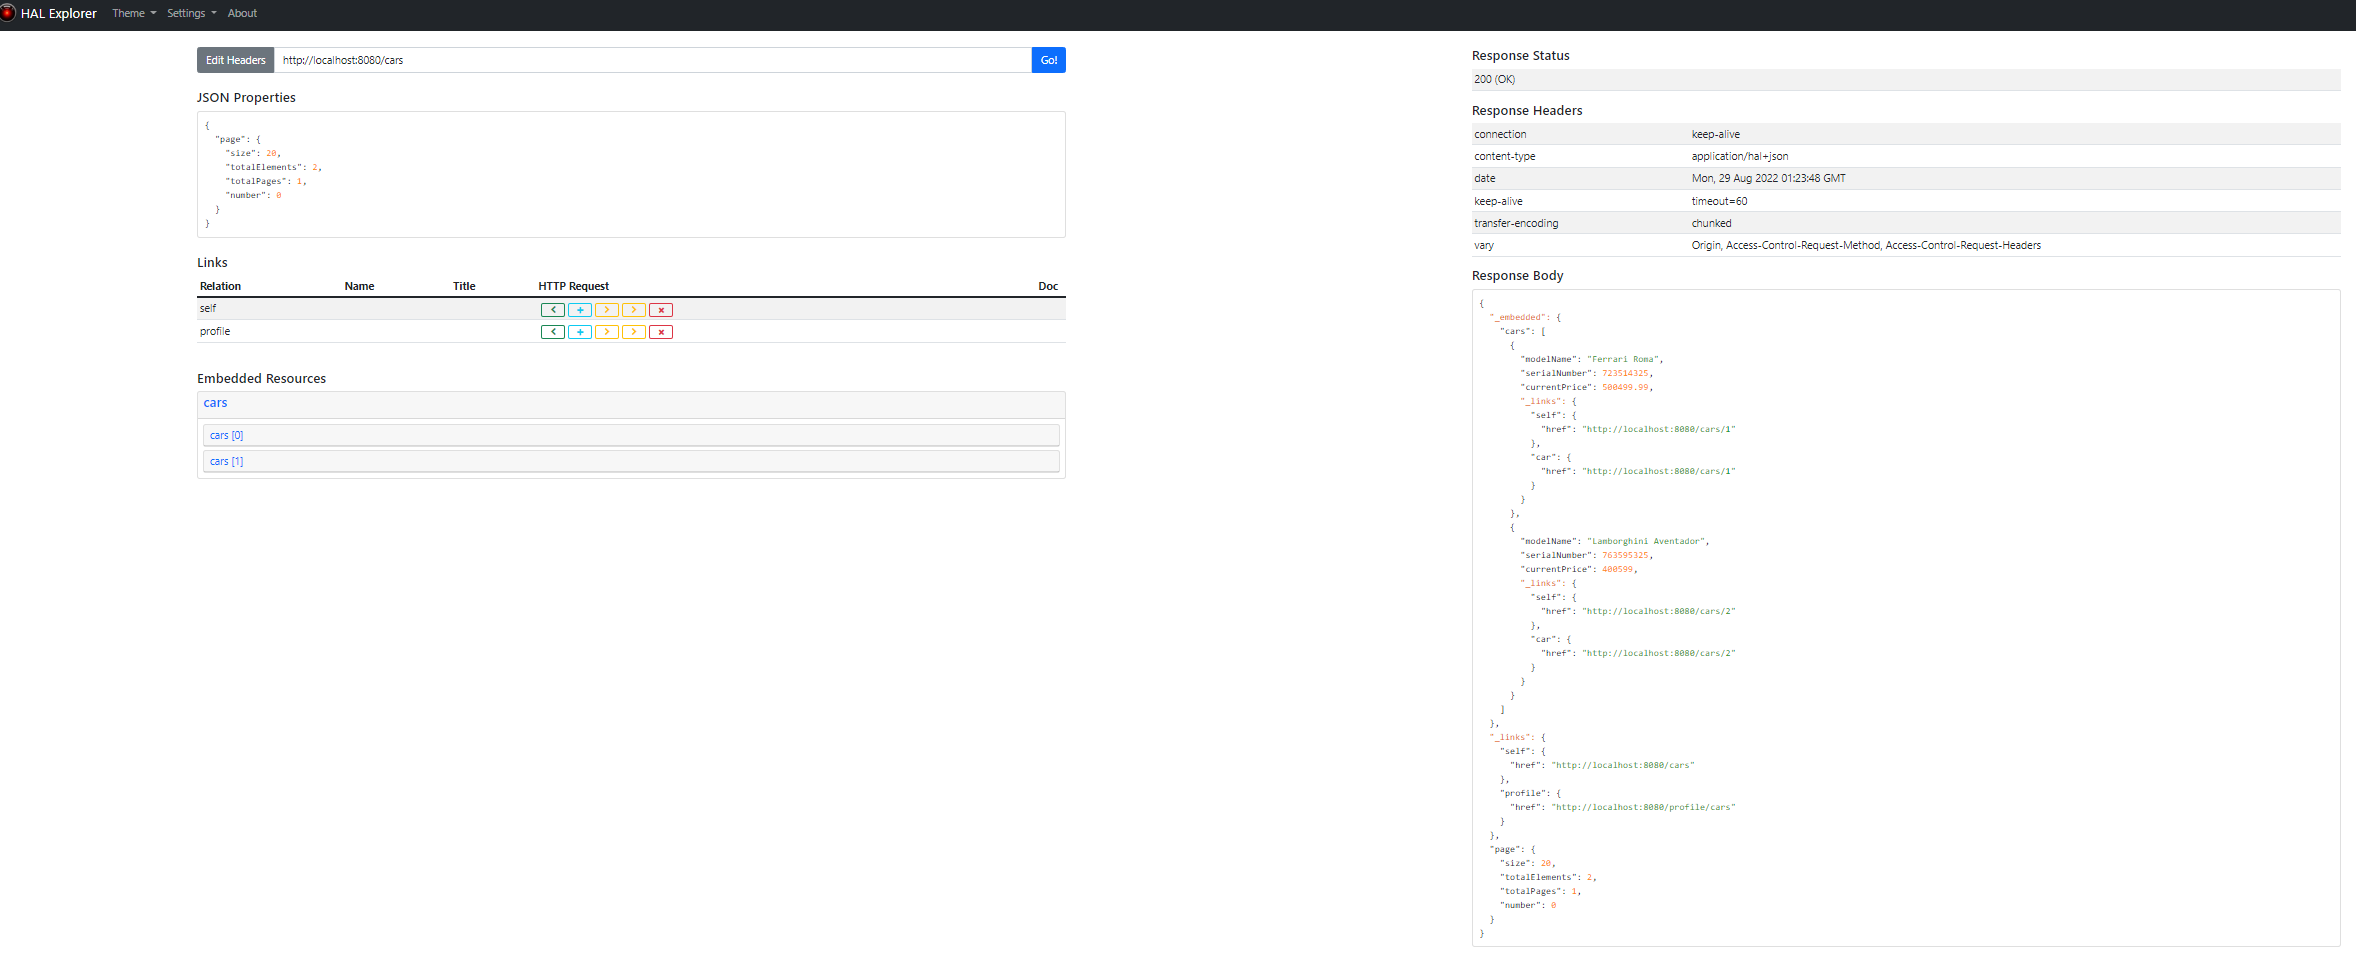 HAL Explorer Theme Settings About
Edit Headers http://localhost:8080/cars Go!
JSON Properties
{
  "page": {
    "size": 20,
    "totalElements": 2,
    "totalPages": 1,
    "number": 0
  }
}
Links
Relation Name Title HTTP Request Doc
self
profile
Embedded Resources
cars
cars [0]
cars [1]
Response Status
200 (OK)
Response Headers
connection keep-alive
content-type application/hal+json
date Mon, 29 Aug 2022 01:23:48 GMT
keep-alive timeout=60
transfer-encoding chunked
vary Origin, Access-Control-Request-Method, Access-Control-Request-Headers
Response Body
{
  "_embedded": {
    "cars": [
      {
        "modelName": "Ferrari Roma",
        "serialNumber": 723514325,
        "currentPrice": 500499.99,
        "_links": {
          "self": {
            "href": "http://localhost:8080/cars/1"
          },
          "car": {
            "href": "http://localhost:8080/cars/1"
          }
        }
      },
      {
        "modelName": "Lamborghini Aventador",
        "serialNumber": 763595325,
        "currentPrice": 400599,
        "_links": {
          "self": {
            "href": "http://localhost:8080/cars/2"
          },
          "car": {
            "href": "http://localhost:8080/cars/2"
          }
        }
      }
    ]
  },
  "_links": {
    "self": {
      "href": "http://localhost:8080/cars"
    },
    "profile": {
      "href": "http://localhost:8080/profile/cars"
    }
  },
  "page": {
    "size": 20,
    "totalElements": 2,
    "totalPages": 1,
    "number": 0
  }
}